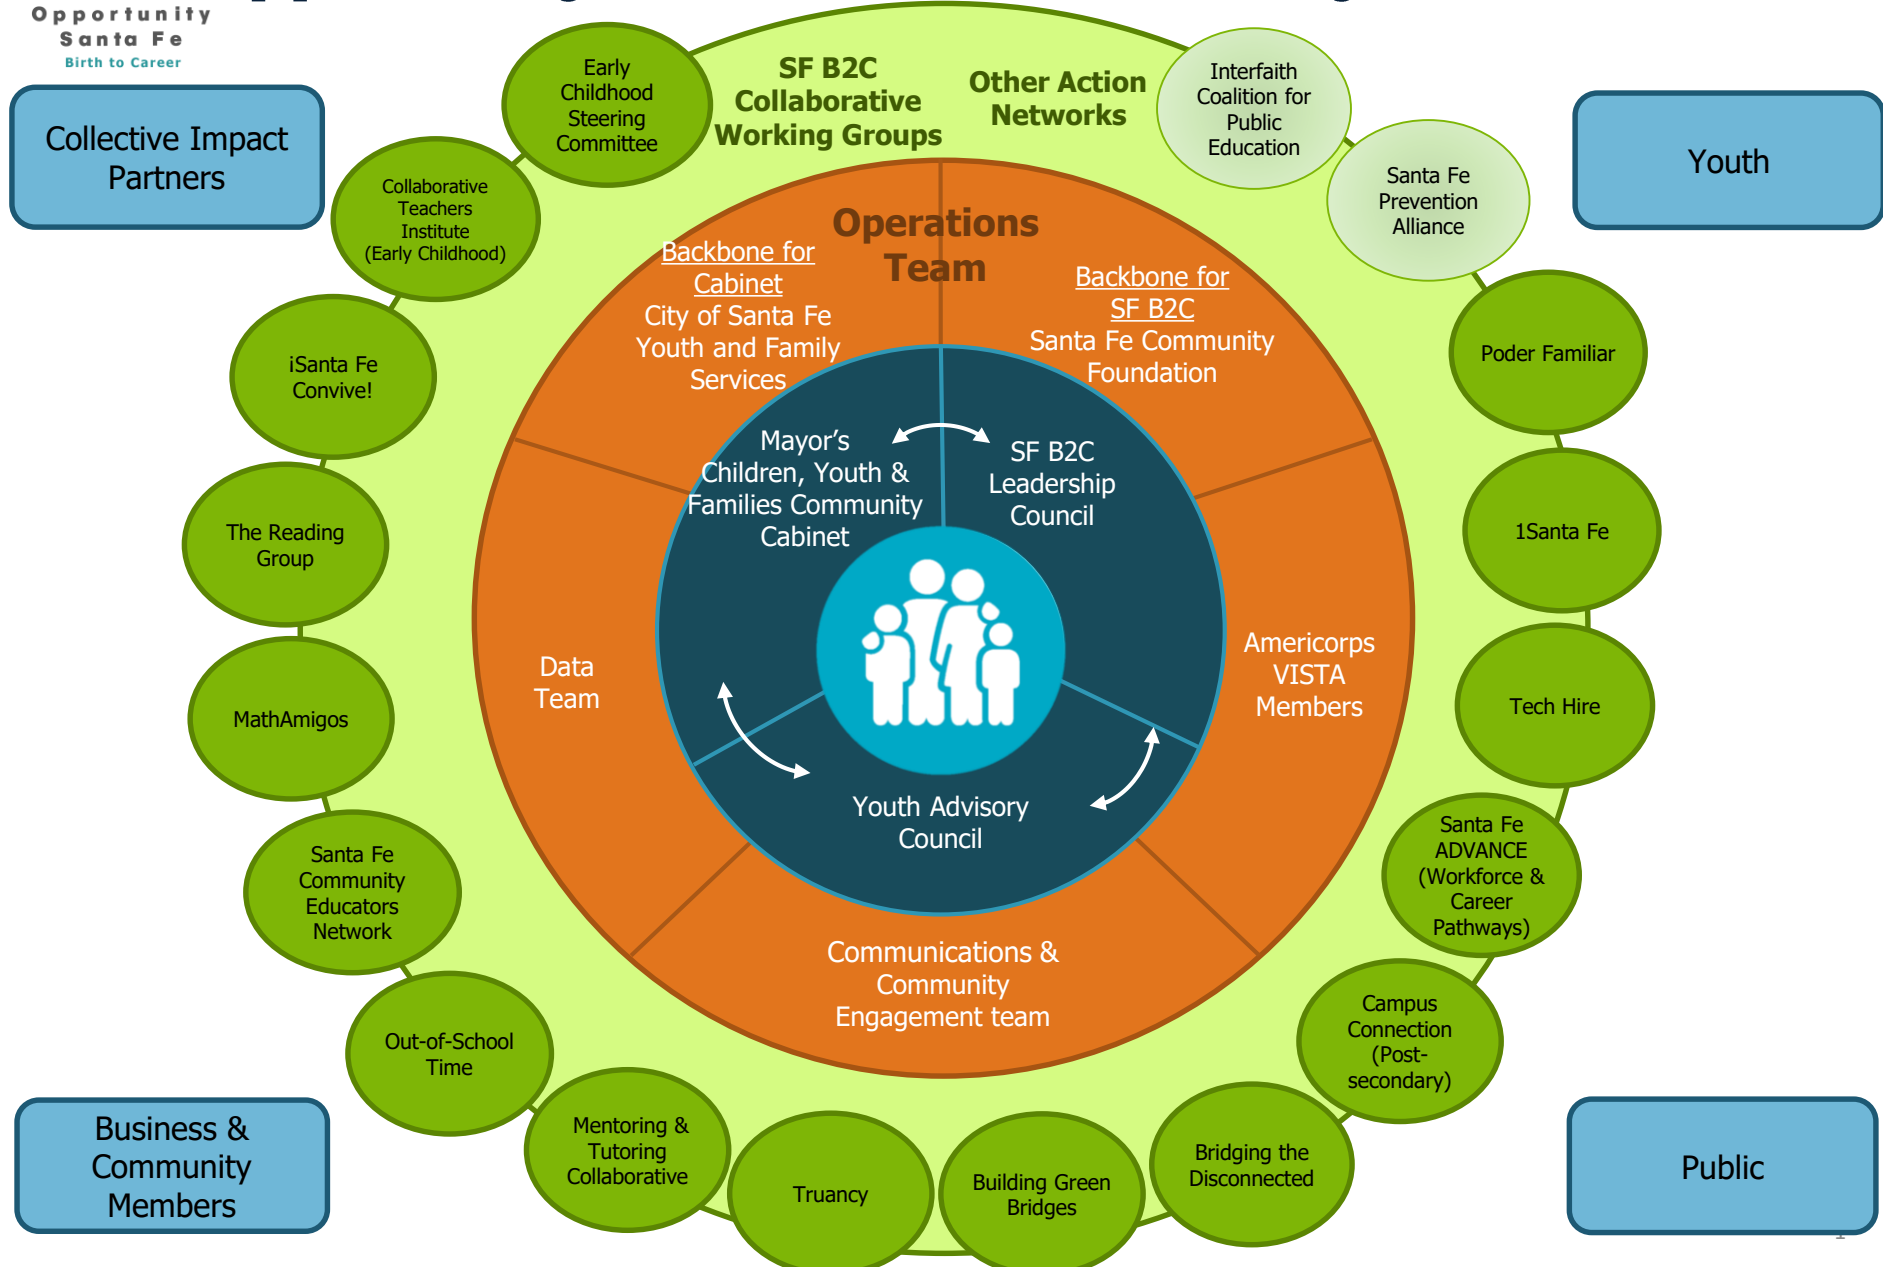 Opportunity
Santa Fe
Birth to Career
Collective Impact
Partners
Youth
Early
Childhood
Steering
Committee
SF B2C
Collaborative
Working Groups
Other Action
Networks
Interfaith
Coalition for
Public
Education
Santa Fe
Prevention
Alliance
Collaborative
Teachers
Institute
(Early Childhood)
Operations
Team
Backbone for
Cabinet
City of Santa Fe
Youth and Family
Services
Backbone for
SF B2C
Santa Fe Community
Foundation
iSanta Fe
Convive!
Poder Familiar
Mayor’s
Children, Youth &
Families Community
Cabinet
SF B2C
Leadership
Council
The Reading
Group
1Santa Fe
Data
Team
Americorps
VISTA
Members
MathAmigos
Tech Hire
Youth Advisory
Council
Santa Fe
Community
Educators
Network
Santa Fe
ADVANCE
(Workforce &
Career
Pathways)
Communications &
Community
Engagement team
Out-of-School
Time
Campus
Connection
(Post-
secondary)
Mentoring &
Tutoring
Collaborative
Truancy
Building Green
Bridges
Bridging the
Disconnected
Business &
Community
Members
Public